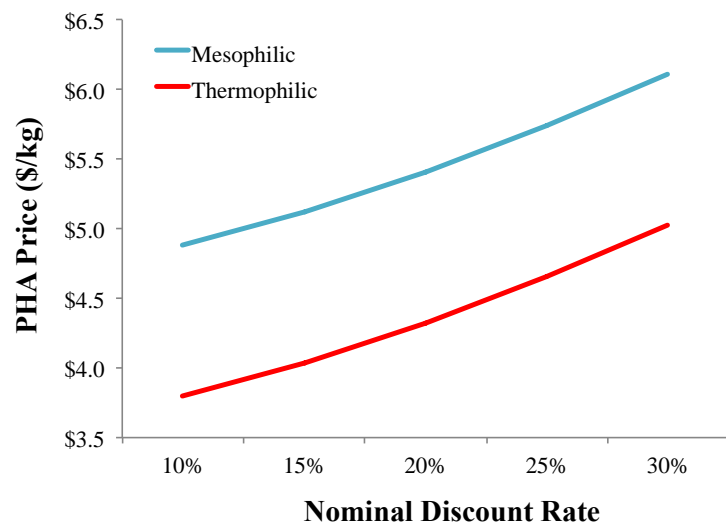 $6.5
$6.0
$5.5
$5.0
$4.5
$4.0
$3.5
PHA Price ($/kg)
Mesophilic
Thermophilic
10% 15% 20% 25% 30%
Nominal Discount Rate